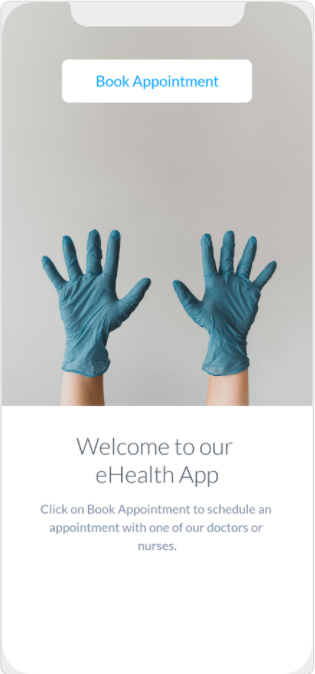 Book Appointment
Welcome to our
eHealth App
Click on Book Appointment to schedule an
appointment with one of our doctors or
nurses.